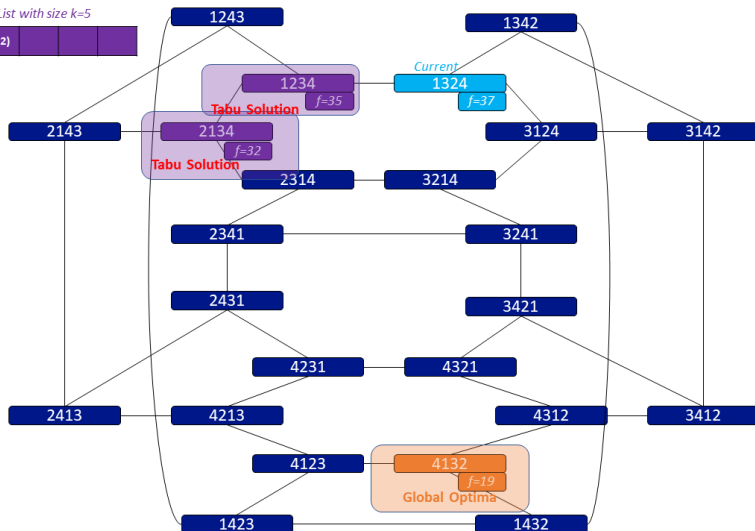 List with size k=5
2)
1243
1342
Current
1234
1324
f=35
f=37
Tabu Solution
2143
2134
3124
3142
f=32
Tabu Solution
2314
3214
2341
3241
2431
3421
4231
4321
2413
4213
4312
3412
4123
4132
f=19
Global Optima
1423
1432